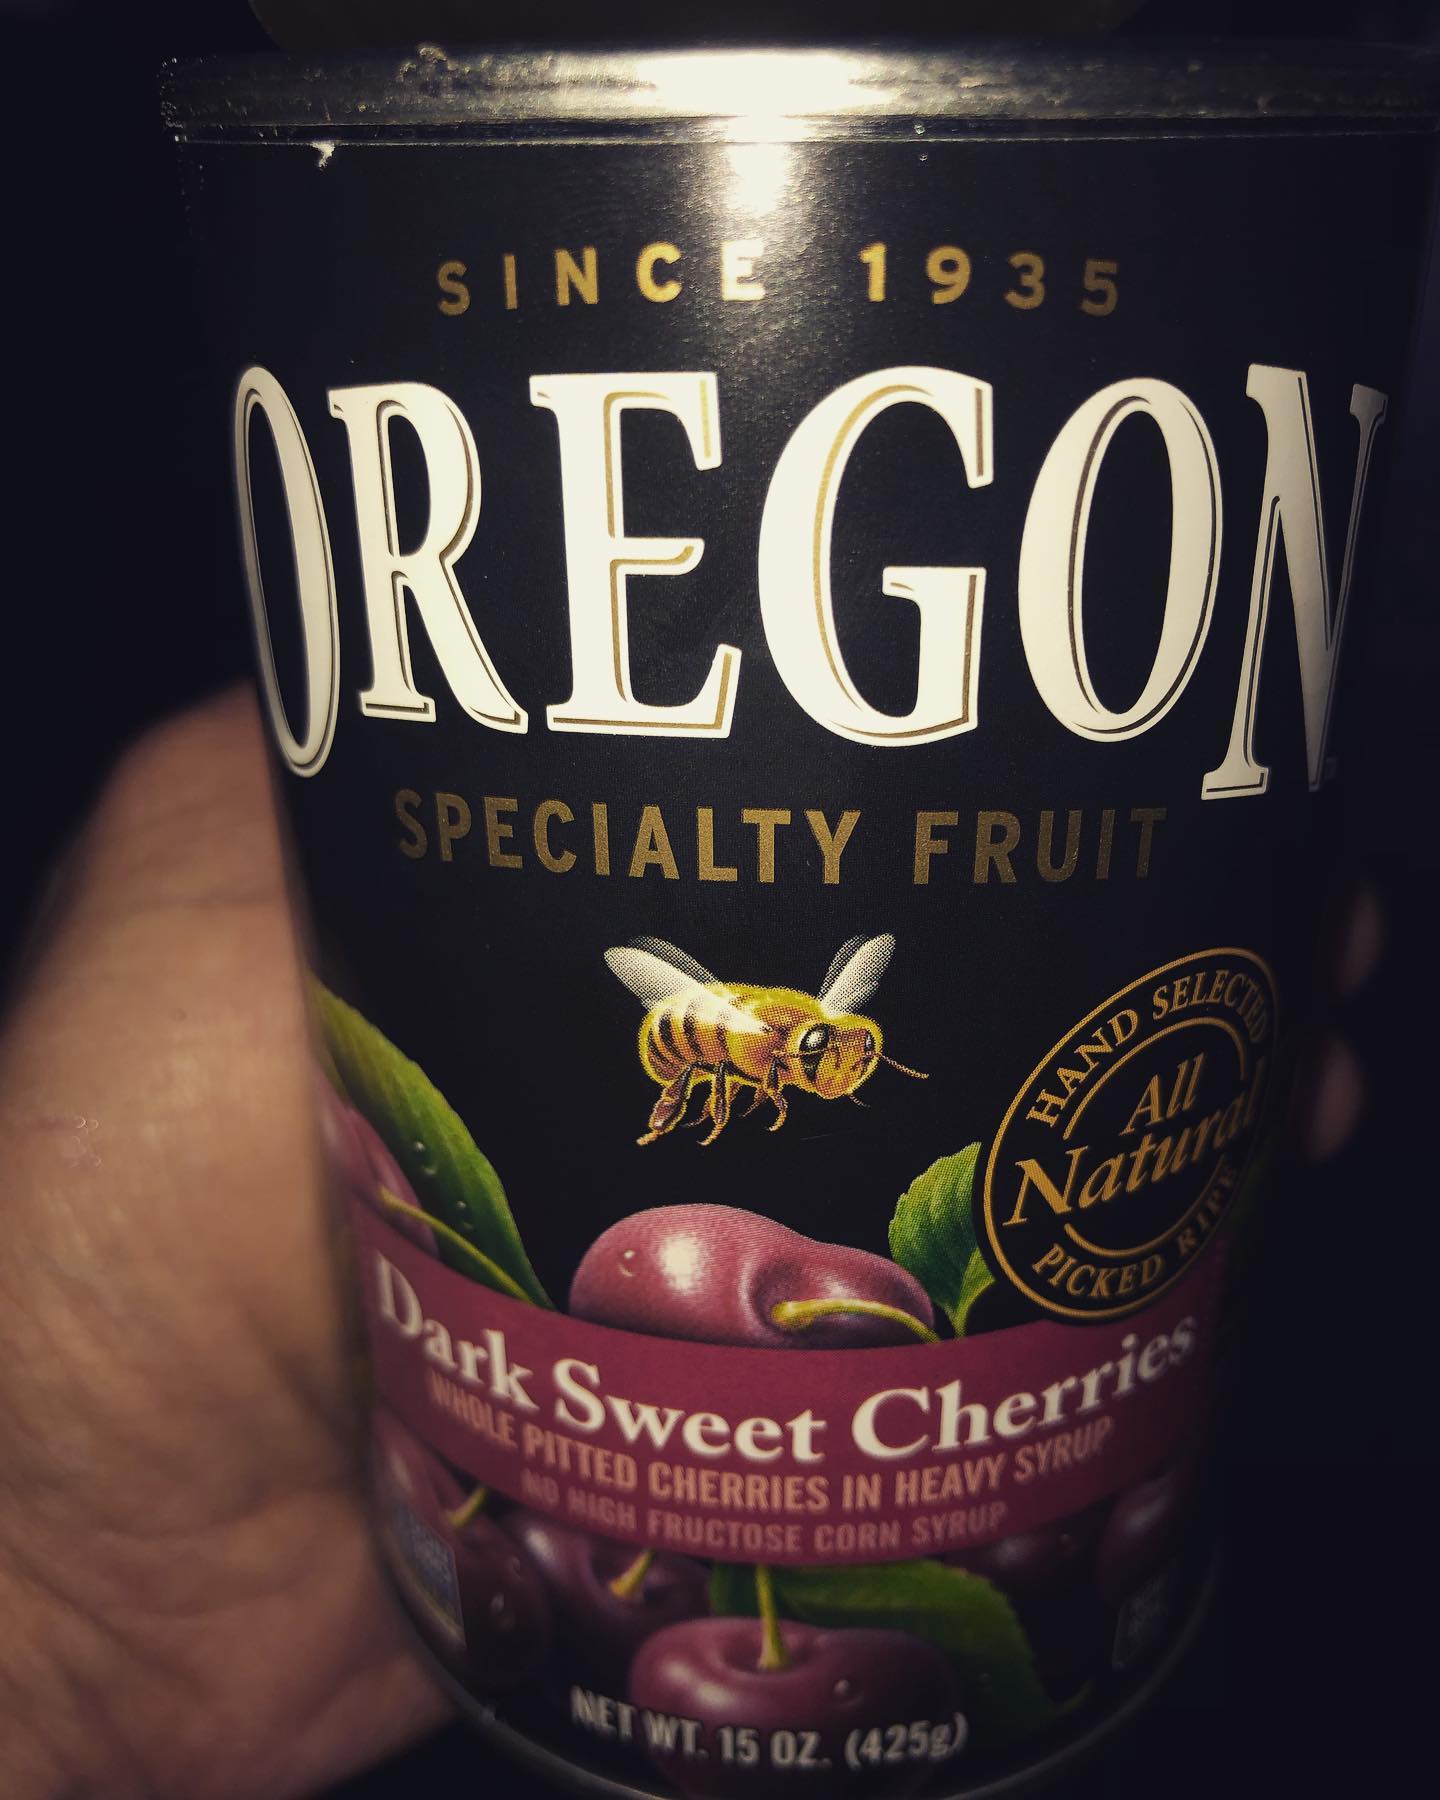 SINCE 1935
OREGON
SPECIALTY FRUIT
HAND SELECTED
All
Natural
PICKED RIPE
Dark Sweet Cherries
WHOLE PITTED CHERRIES IN HEAVY SYRUP
NO HIGH FRUCTOSE CORN SYRUP
NET WT. 15 OZ. (425g)